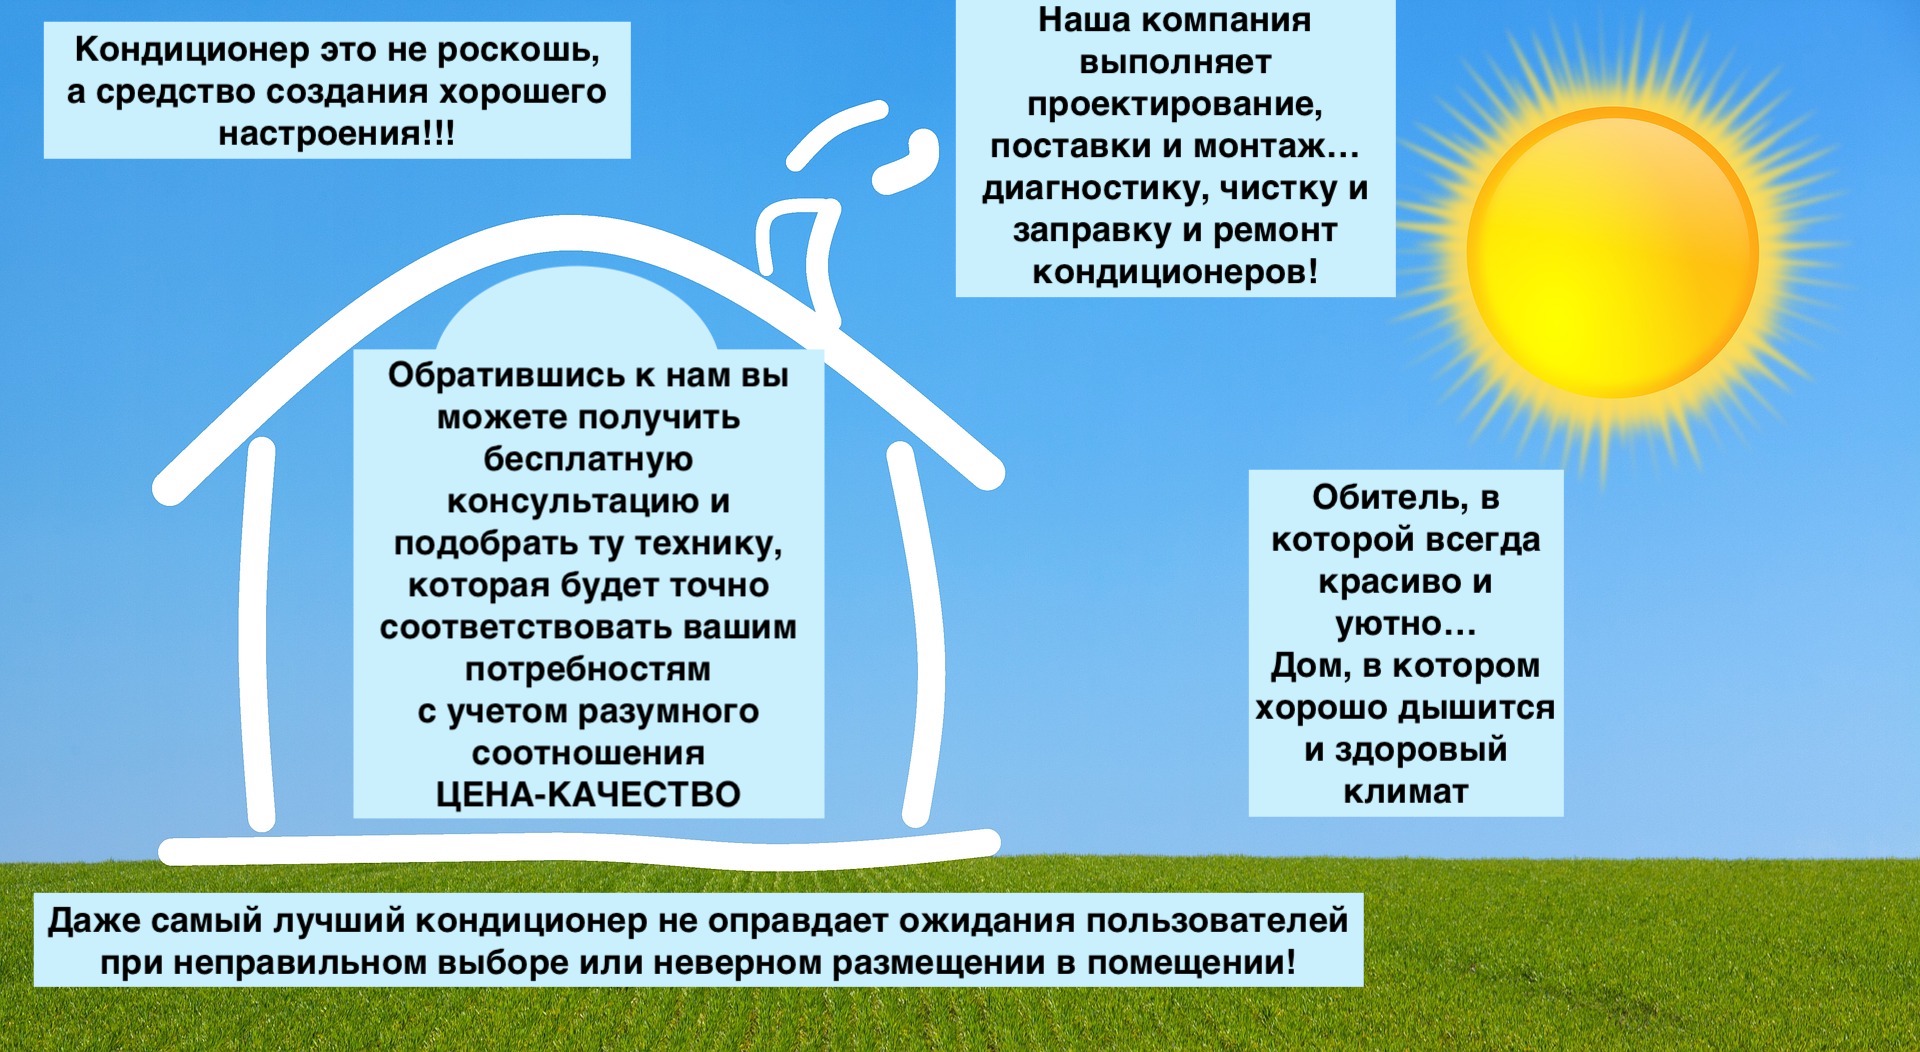 Кондиционер это не роскошь,
а средство создания хорошего
настроения!!!
Наша компания
выполняет
проектирование,
поставки и монтаж...
диагностику, чистку и
заправку и ремонт
кондиционеров!
Обратившись к нам вы
можете получить
бесплатную
консультацию и
подобрать ту технику,
которая будет точно
соответствовать вашим
потребностям
с учетом разумного
соотношения
ЦЕНА-КАЧЕСТВО
Обитель, в
которой всегда
красиво и
уютно...
Дом, в котором
хорошо дышится
и здоровый
климат
Даже самый лучший кондиционер не оправдает ожидания пользователей
при неправильном выборе или неверном размещении в помещении!